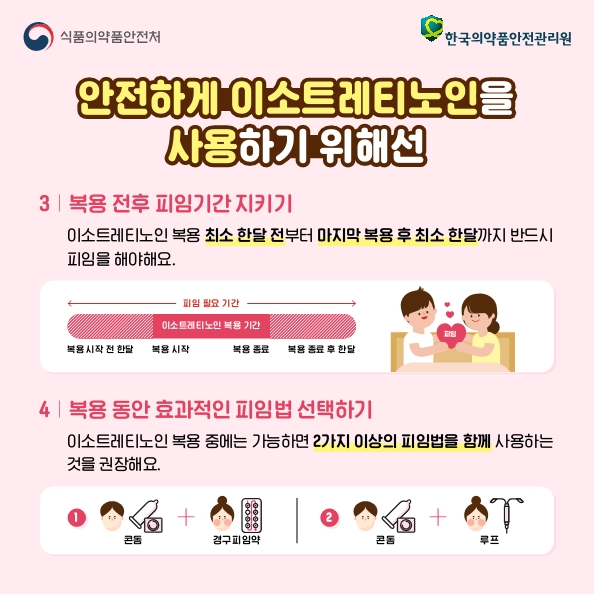 식품의약품안전처
한국의약품안전관리원
안전하게 이소트레티노인을
사용하기 위해선
3 | 복용 전후 피임기간 지키기
이소트레티노인 복용 최소 한달 전부터 마지막 복용 후 최소 한달까지 반드시
피임을 해야해요.
피임 필요 기간
이소트레티노인 복용 기간
복용 시작 전 한달 복용 시작 복용 종료 복용 종료 후 한달
피임
4 | 복용 동안 효과적인 피임법 선택하기
이소트레티노인 복용 중에는 가능하면 2가지 이상의 피임법을 함께 사용하는
것을 권장해요.
1 콘돔 + 경구피임약
2 콘돔 + 루프